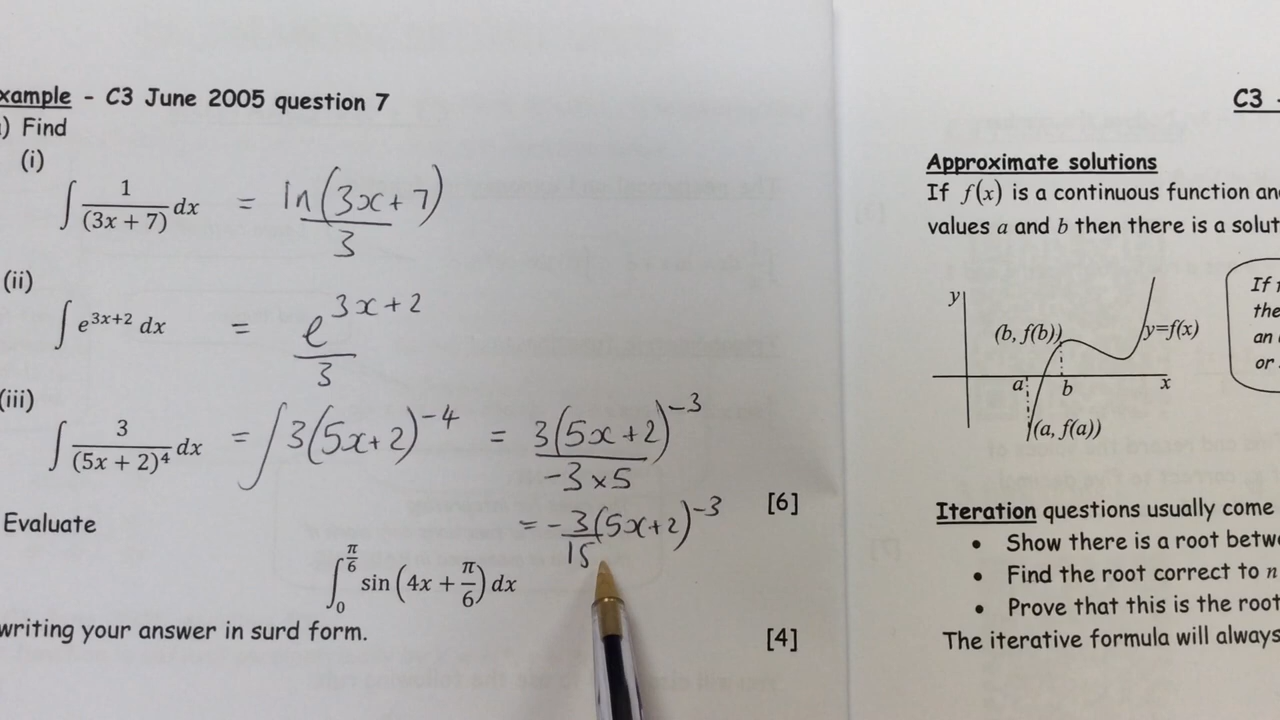 xample - C3 June 2005 question 7
) Find
(i)
∫ 1/(3x + 7) dx = ln(3x+7)/3
(ii)
∫ e^{3x+2} dx = e^{3x+2}/3
(iii)
∫ 3/(5x + 2)^4 dx = ∫ 3(5x+2)^{-4} = 3(5x+2)^{-3}/(-3×5)
[6]
= -3/15 (5x+2)^{-3}
Evaluate
∫_0^{π/6} sin (4x + π/6) dx
writing your answer in surd form.
[4]
C3 -
Approximate solutions
If f(x) is a continuous function an
values a and b then there is a solut
y
(b, f(b))
y=f(x)
a
b
x
(a, f(a))
If
the
an
or
Iteration questions usually come
• Show there is a root betwe
• Find the root correct to n
• Prove that this is the root
The iterative formula will always